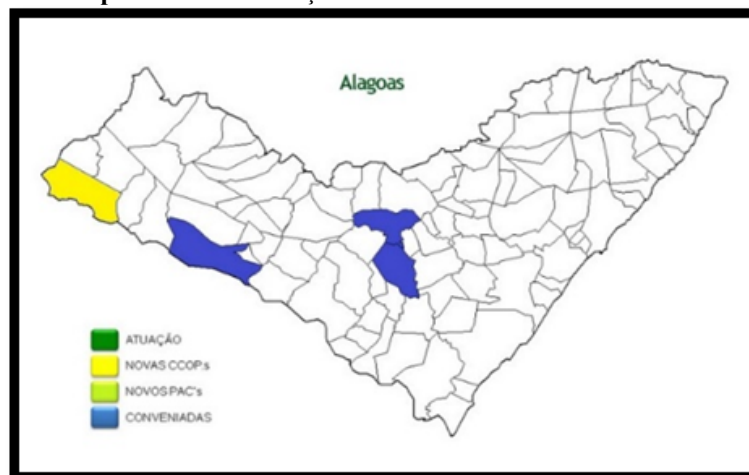 Alagoas
ATUAÇÃO
NOVAS CCOP.s
NOVOS PAC's
CONVENIADAS